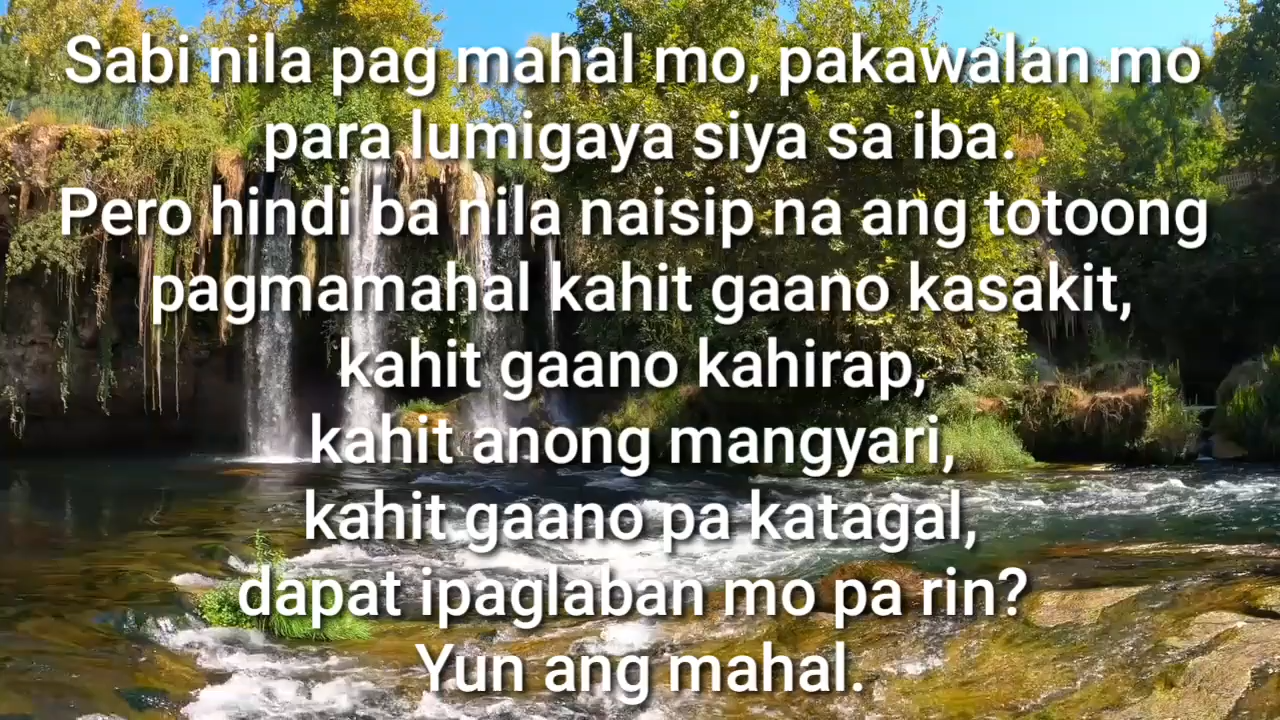 Sabi nila pag mahal mo, pakawalan mo
para lumigaya siya sa iba.
Pero hindi ba nila naisip na ang totoong
pagmamahal kahit gaano kasakit,
kahit gaano kahirap,
kahit anong mangyari,
kahit gaano pa katagal,
dapat ipaglaban mo pa rin?
Yun ang mahal.